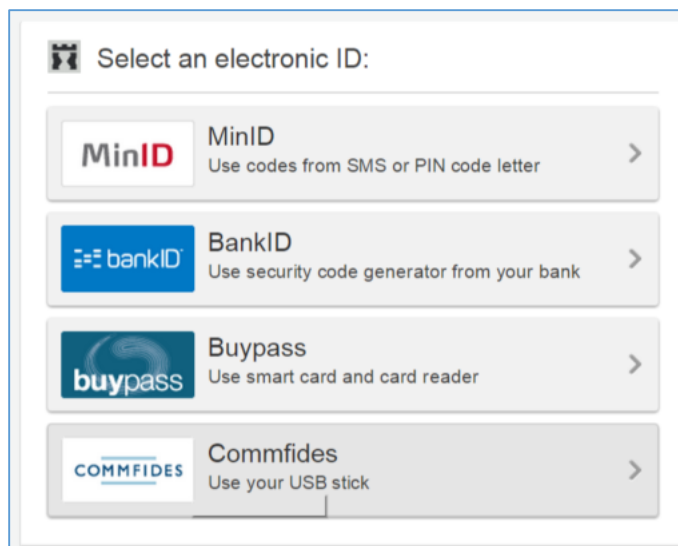 Select an electronic ID:
MinID
MinID
Use codes from SMS or PIN code letter
bankID
BankID
Use security code generator from your bank
buypass
Buypass
Use smart card and card reader
COMMFIDES
Commfides
Use your USB stick